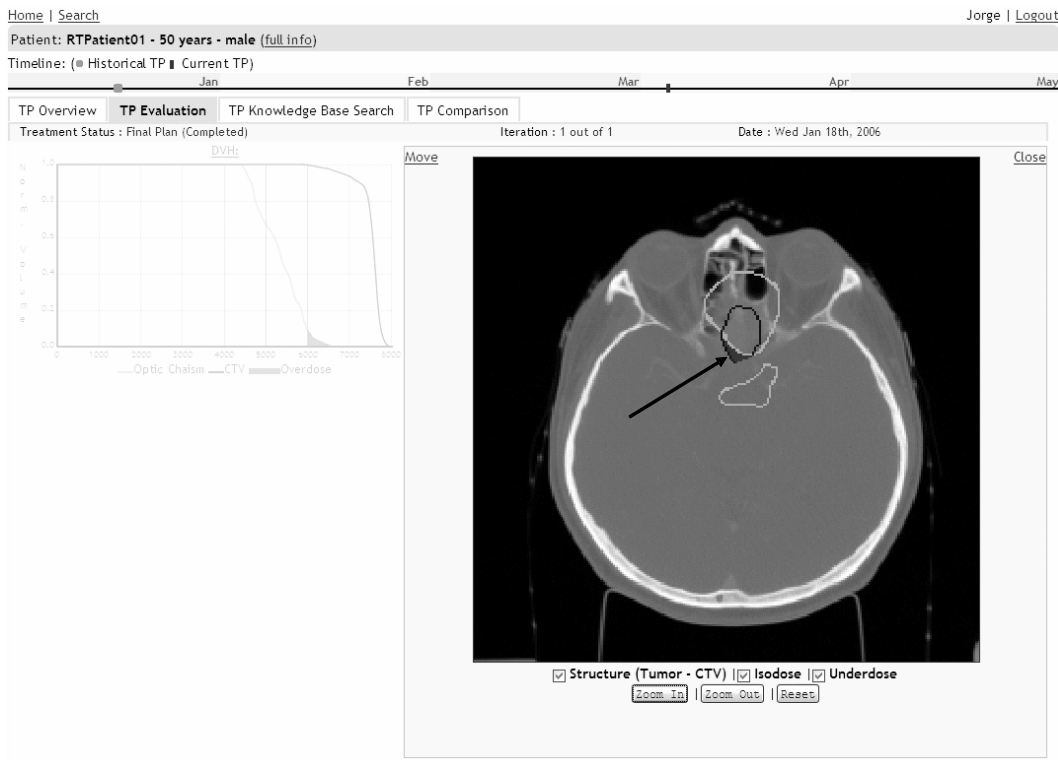 Home | Search
Jorge | Logout
Patient: RTPatient01 - 50 years - male (full info)
Timeline: (Historical TP Current TP)
Jan Feb Mar Apr May
TP Overview TP Evaluation TP Knowledge Base Search TP Comparison
Treatment Status : Final Plan (Completed) Iteration : 1 out of 1 Date : Wed Jan 18th, 2006
DVH:
Norm. Volume
1.0
0.8
0.6
0.4
0.2
0 1000 2000 3000 4000 5000 6000 7000 8000
Optic Chaism CTV Overdose
Move Close
Structure (Tumor - CTV) | Isodose | Underdose
Zoom In | Zoom Out | Reset